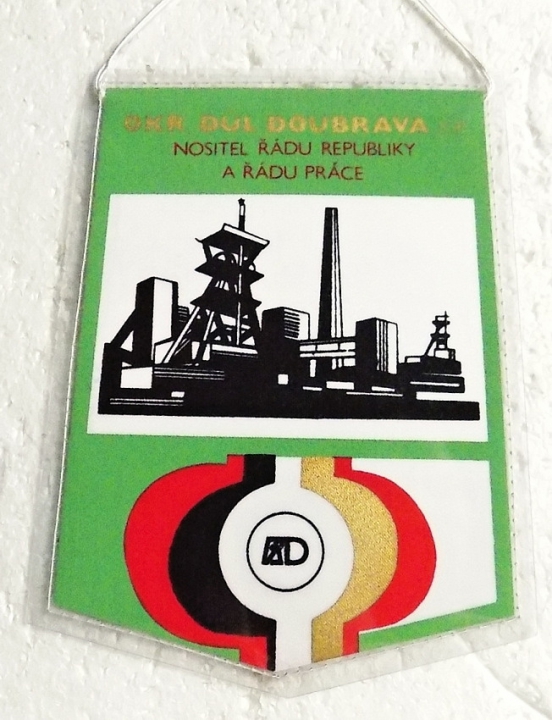 OKR DŮL DOUBRAVA s.p.
NOSITEL ŘÁDU REPUBLIKY
A ŘÁDU PRÁCE